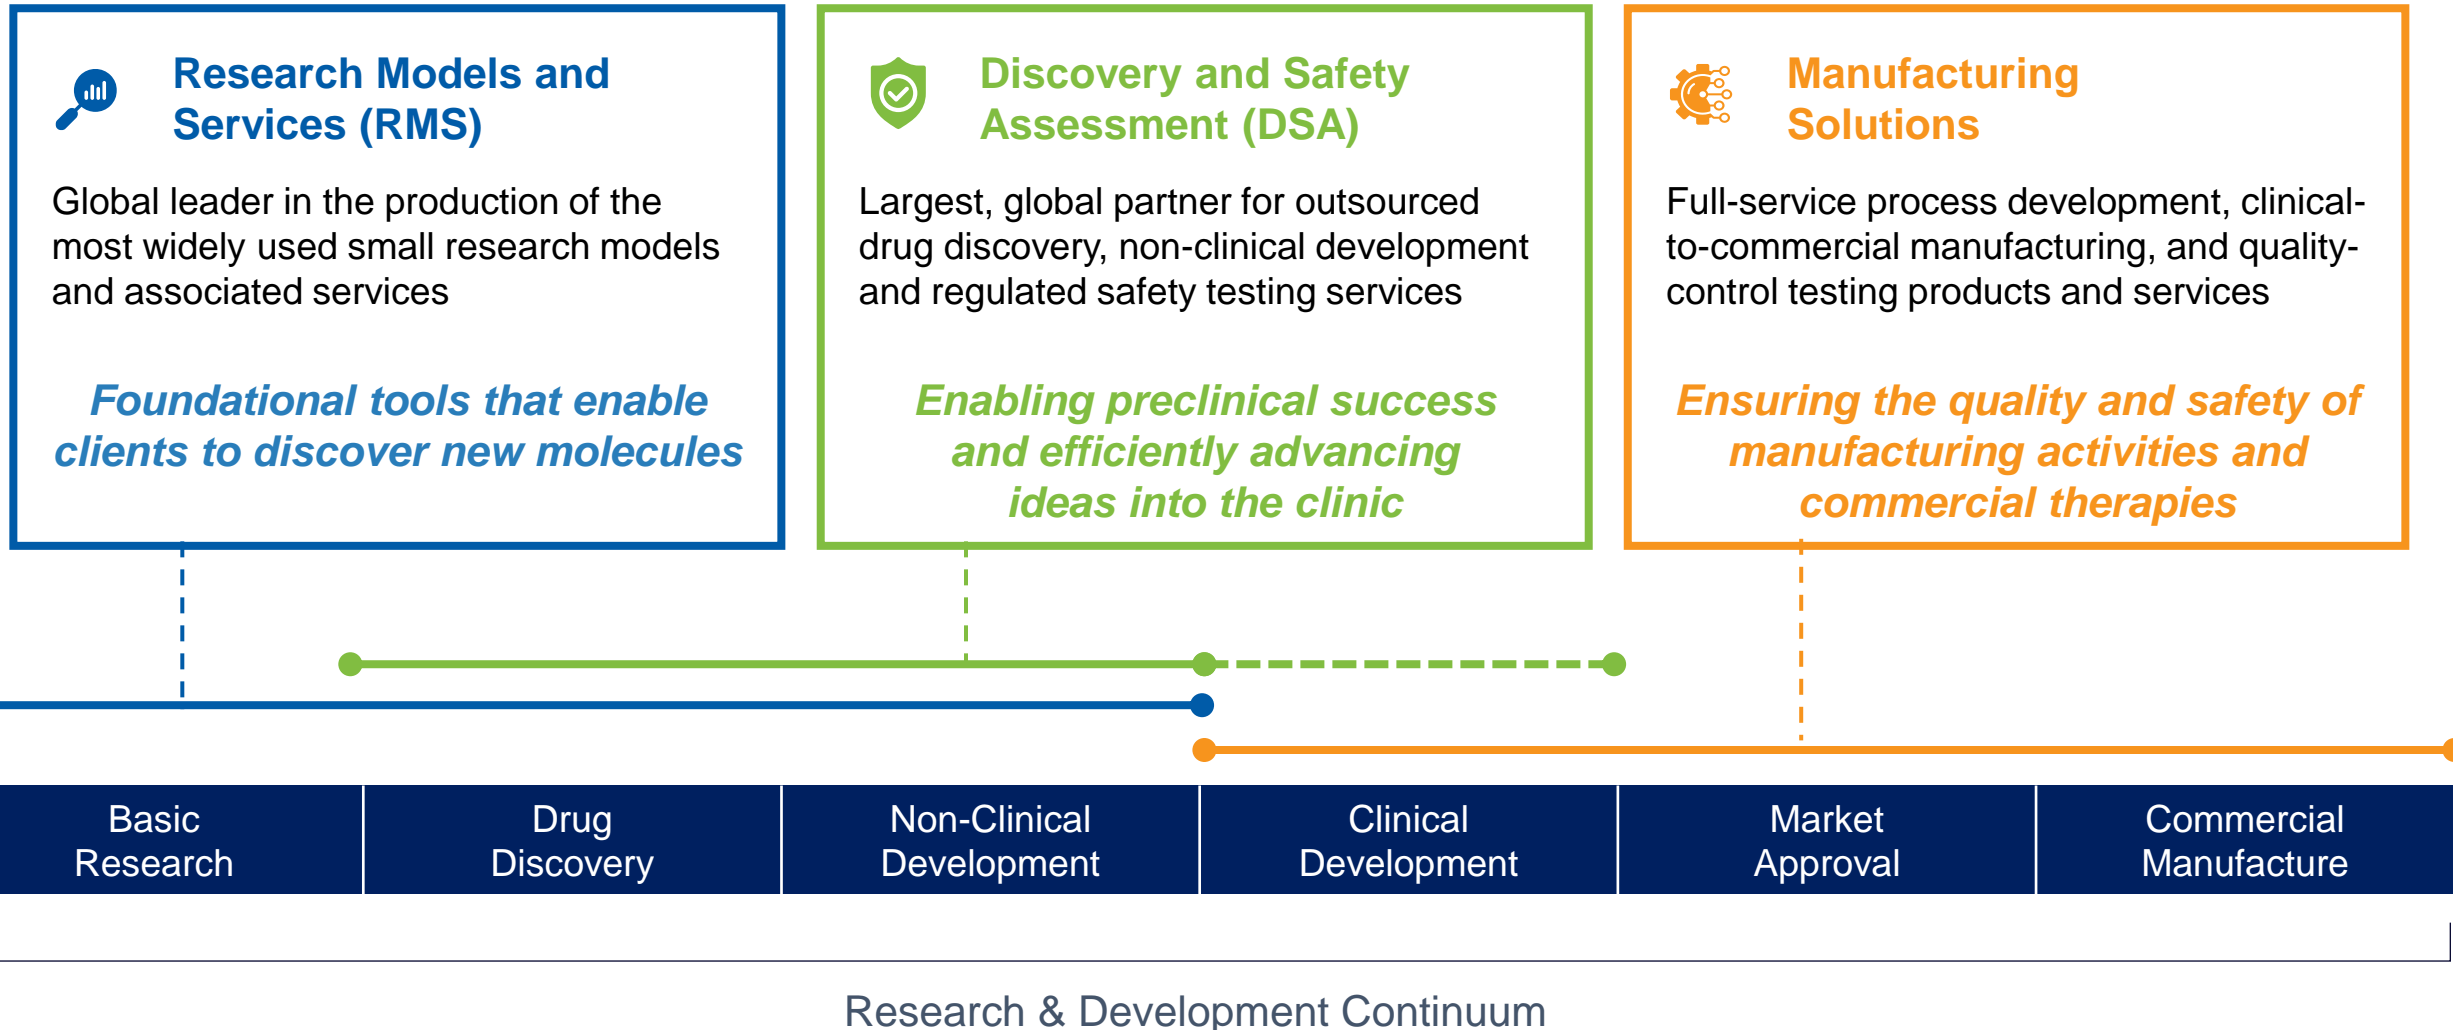 Research Models and
Services (RMS)
Global leader in the production of the
most widely used small research models
and associated services
Foundational tools that enable
clients to discover new molecules
Discovery and Safety
Assessment (DSA)
Largest, global partner for outsourced
drug discovery, non-clinical development
and regulated safety testing services
Enabling preclinical success
and efficiently advancing
ideas into the clinic
Manufacturing
Solutions
Full-service process development, clinical-
to-commercial manufacturing, and quality-
control testing products and services
Ensuring the quality and safety of
manufacturing activities and
commercial therapies
Basic
Research
Drug
Discovery
Non-Clinical
Development
Clinical
Development
Market
Approval
Commercial
Manufacture
Research & Development Continuum